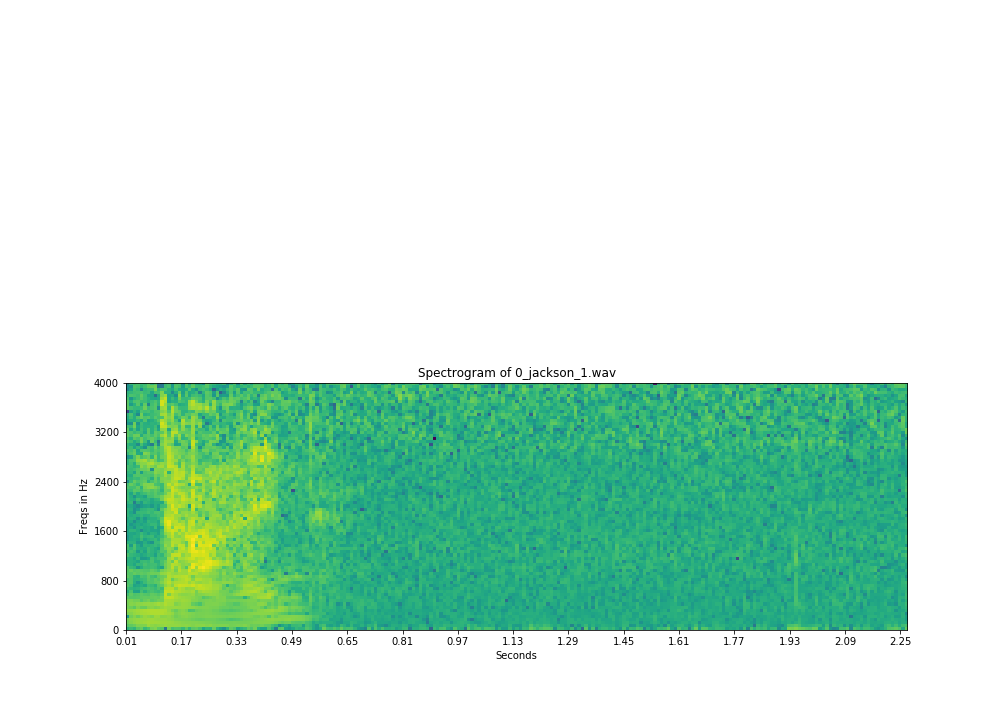 Spectrogram of 0_jackson_1.wav
4000
3200
2400
1600
800
0
Freqs in Hz
0.01 0.17 0.33 0.49 0.65 0.81 0.97 1.13 1.29 1.45 1.61 1.77 1.93 2.09 2.25
Seconds